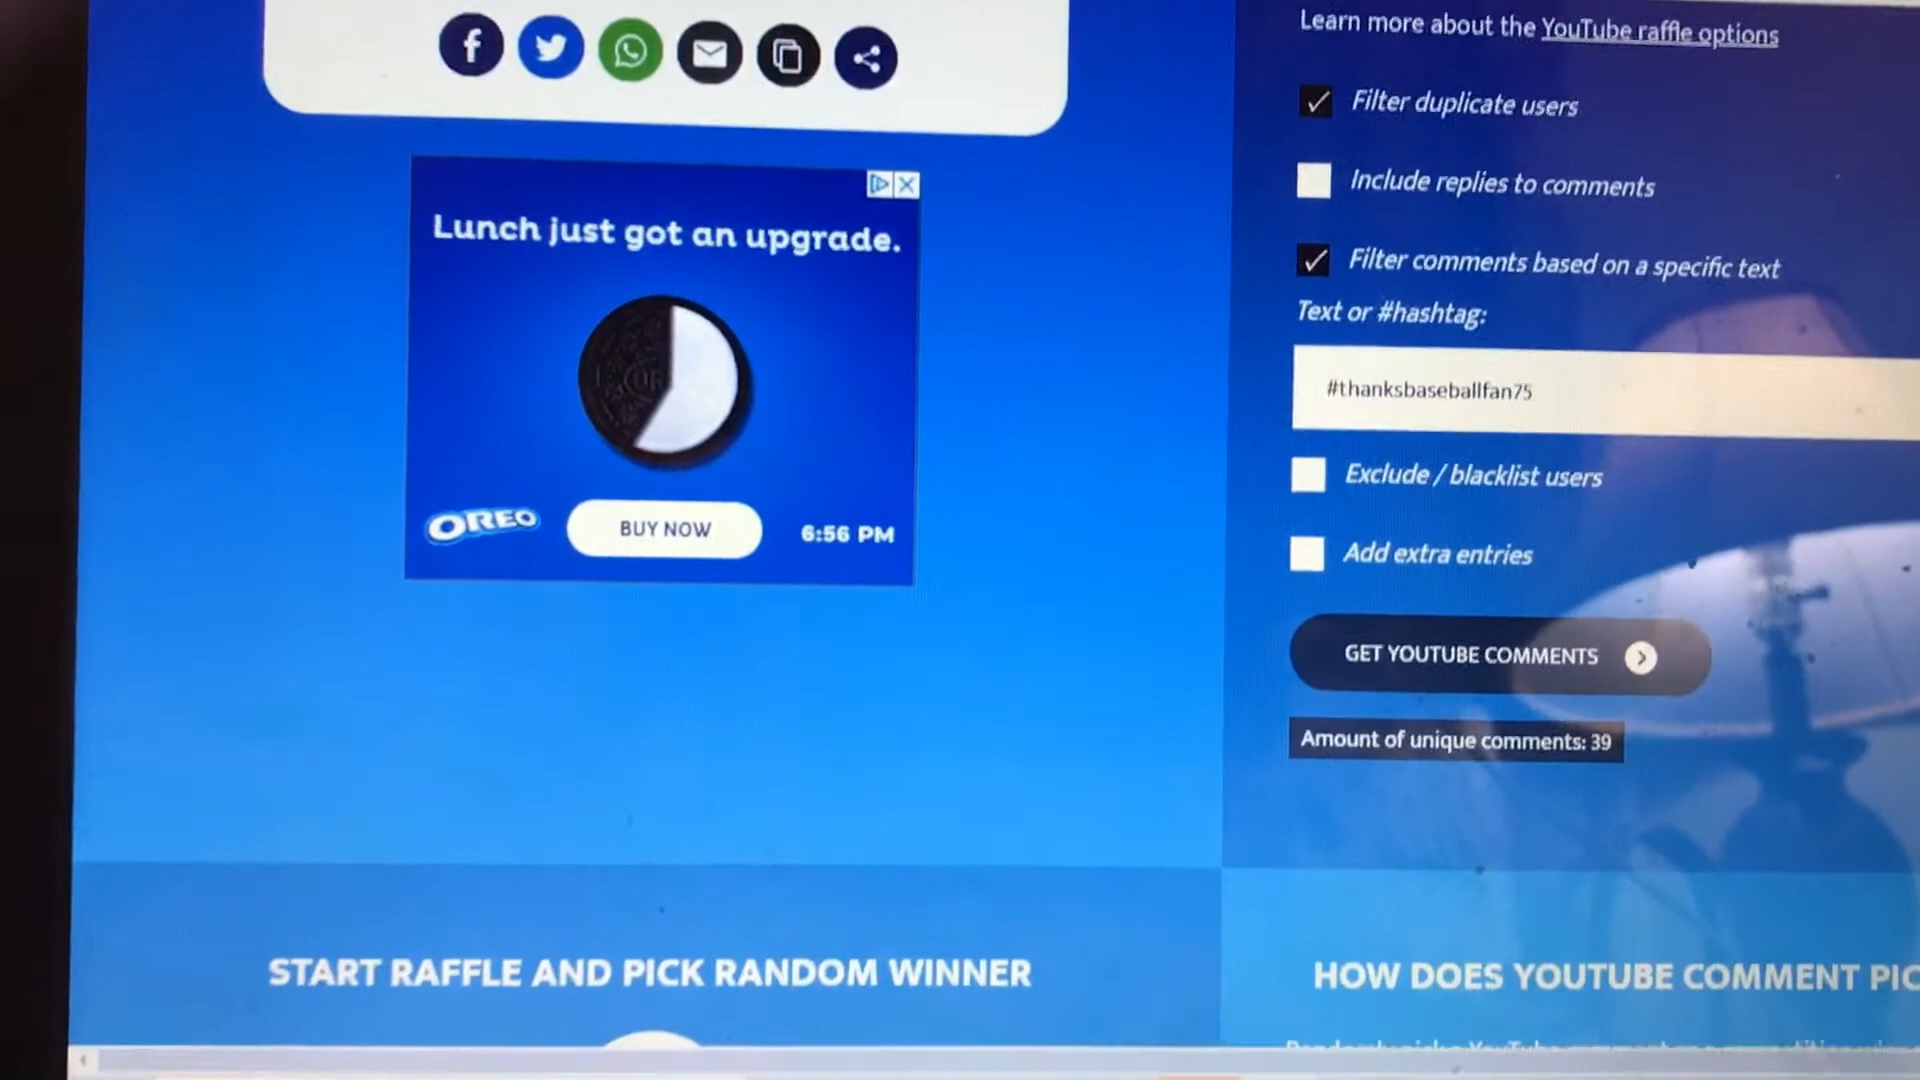 Learn more about the YouTube raffle options
Filter duplicate users
Include replies to comments
Filter comments based on a specific text
Text or #hashtag:
#thanksbaseballfan75
Exclude / blacklist users
Add extra entries
GET YOUTUBE COMMENTS
Amount of unique comments: 39
Lunch just got an upgrade.
OREO
BUY NOW
6:56 PM
START RAFFLE AND PICK RANDOM WINNER
HOW DOES YOUTUBE COMMENT PIC